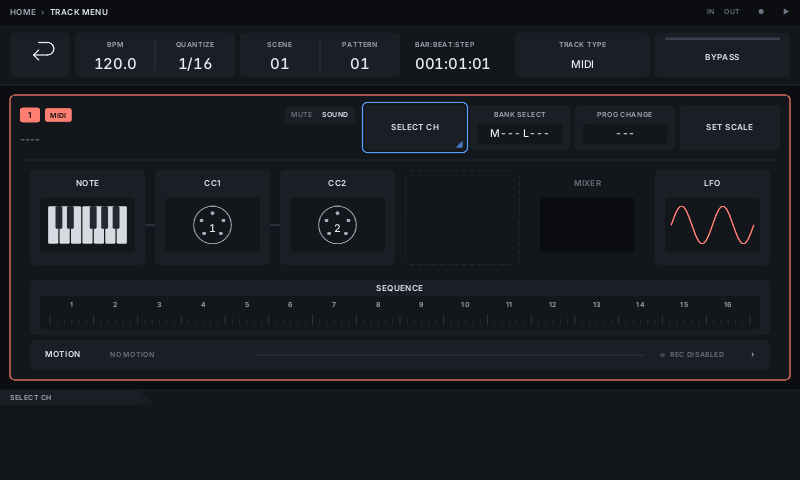 HOME › TRACK MENU
IN OUT
BPM QUANTIZE SCENE PATTERN BAR:BEAT:STEP TRACK TYPE
120.0 1/16 01 01 001:01:01 MIDI
BYPASS
1 MIDI
----
MUTE SOUND
SELECT CH
BANK SELECT
M--- L---
PROG CHANGE
---
SET SCALE
NOTE CC1 CC2 MIXER LFO
1 2
SEQUENCE
1 2 3 4 5 6 7 8 9 10 11 12 13 14 15 16
MOTION NO MOTION ∞ REC DISABLED ›
SELECT CH